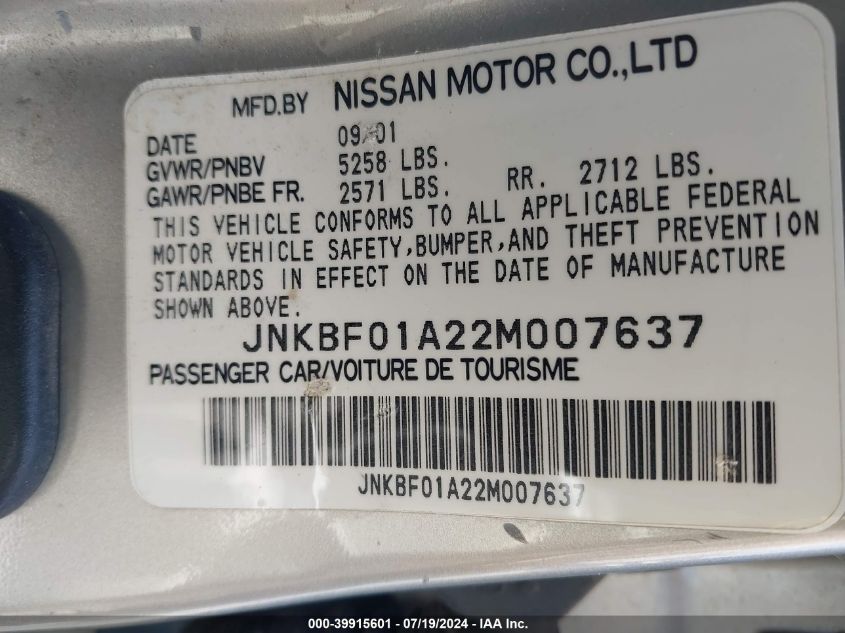 MFD.BY NISSAN MOTOR CO.,LTD
DATE 09/01
GVWR/PNBV 5258 LBS.
GAWR/PNBE FR. 2571 LBS. RR. 2712 LBS.
THIS VEHICLE CONFORMS TO ALL APPLICABLE FEDERAL
MOTOR VEHICLE SAFETY,BUMPER,AND THEFT PREVENTION
STANDARDS IN EFFECT ON THE DATE OF MANUFACTURE
SHOWN ABOVE.
JNKBF01A22M007637
PASSENGER CAR/VOITURE DE TOURISME
JNKBF01A22M007637
000-39915601 / 07/19/2024 - IAA Inc.